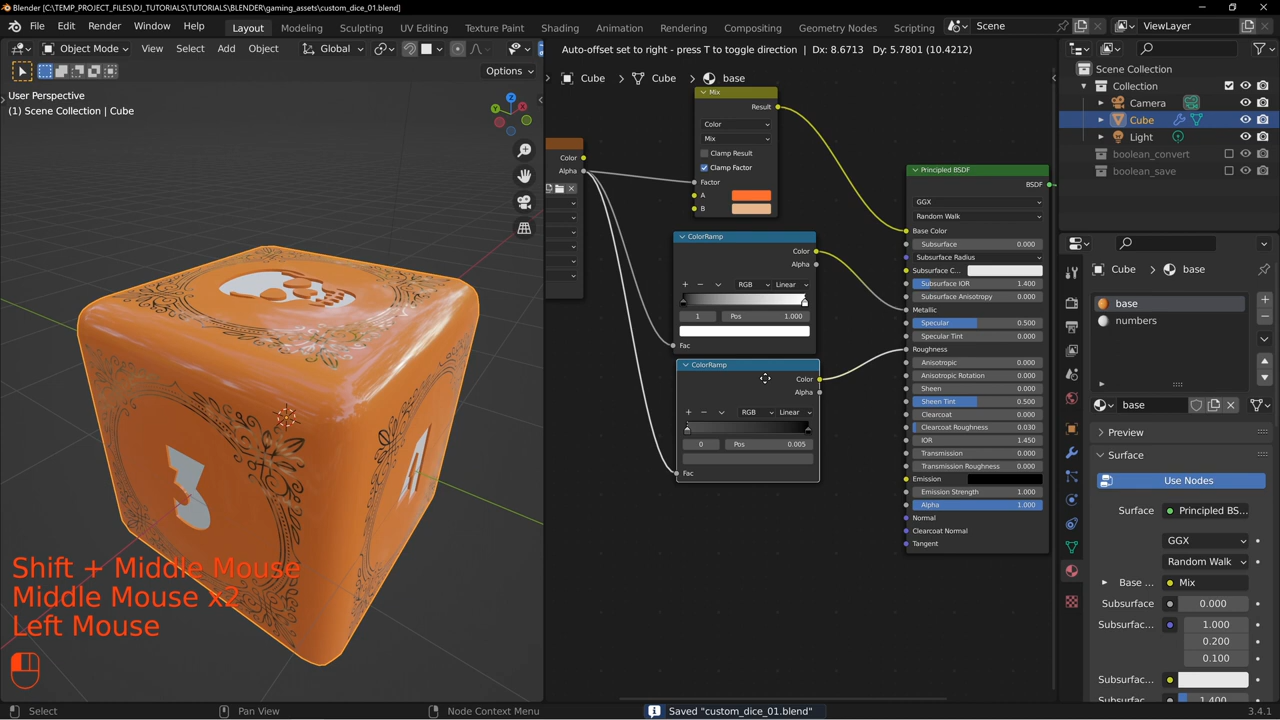 Blender [C:\TEMP_PROJECT_FILES\DJ_TUTORIALS\TUTORIALS\BLENDER\gaming_assets\custom_dice_01.blend]
File Edit Render Window Help Layout Modeling Sculpting UV Editing Texture Paint Shading Animation Rendering Compositing Geometry Nodes Scripting Scene ViewLayer
Object Mode View Select Add Object Global
Auto-offset set to right - press T to toggle direction | Dx: 8.6713 Dy: 5.7801 (10.4212)
Options
Cube Cube base
User Perspective
(1) Scene Collection | Cube
Z
3
Mix
Result
Color
Mix
Clamp Result
Clamp Factor
Factor
A
B
Color
Alpha
ColorRamp
Color
Alpha
RGB Linear
1 Pos 1.000
Fac
ColorRamp
Color
Alpha
RGB Linear
0 Pos 0.005
Fac
Principled BSDF
BSDF
GGX
Random Walk
Base Color
Subsurface 0.000
Subsurface Radius
Subsurface C...
Subsurface IOR 1.400
Subsurface Anisotropy 0.000
Metallic
Specular 0.500
Specular Tint 0.000
Roughness
Anisotropic 0.000
Anisotropic Rotation 0.000
Sheen 0.000
Sheen Tint 0.500
Clearcoat 0.000
Clearcoat Roughness 0.030
IOR 1.450
Transmission 0.000
Transmission Roughness 0.000
Emission
Emission Strength 1.000
Alpha 1.000
Normal
Clearcoat Normal
Tangent
Scene Collection
Collection
Camera
Cube
Light
boolean_convert
boolean_save
Cube base
base
numbers
base
Preview
Surface
Use Nodes
Surface Principled BS...
GGX
Random Walk
Base ... Mix
Subsurface 0.000
Subsurfac... 1.000
0.200
0.100
Subsurfac...
Subsurfac... 1.400
Shift + Middle Mouse
Middle Mouse x2
Left Mouse
Select Pan View Node Context Menu Saved "custom_dice_01.blend" 3.4.1